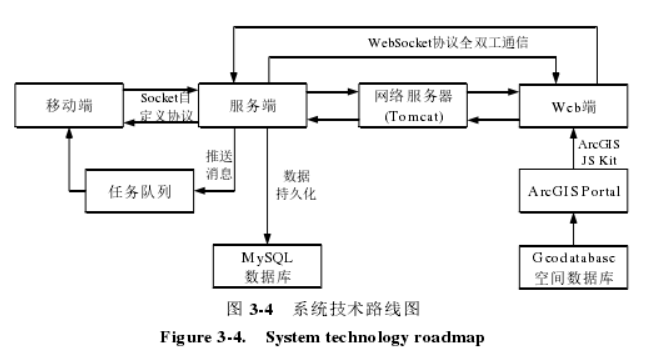 WebSocket协议全双工通信
移动端
Socket自
定义协议
服务端
网络服务器
(Tomcat)
Web端
推送
消息
数据
持久化
ArcGIS
JS Kit
任务队列
ArcGIS Portal
MySQL
数据库
Geodatabase
空间数据库
图 3-4 系统技术路线图
Figure 3-4. System technology roadmap